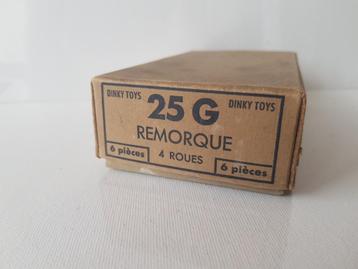 DINKY TOYS 25 G DINKY TOYS
REMORQUE
6 pièces 4 ROUES 6 pièces